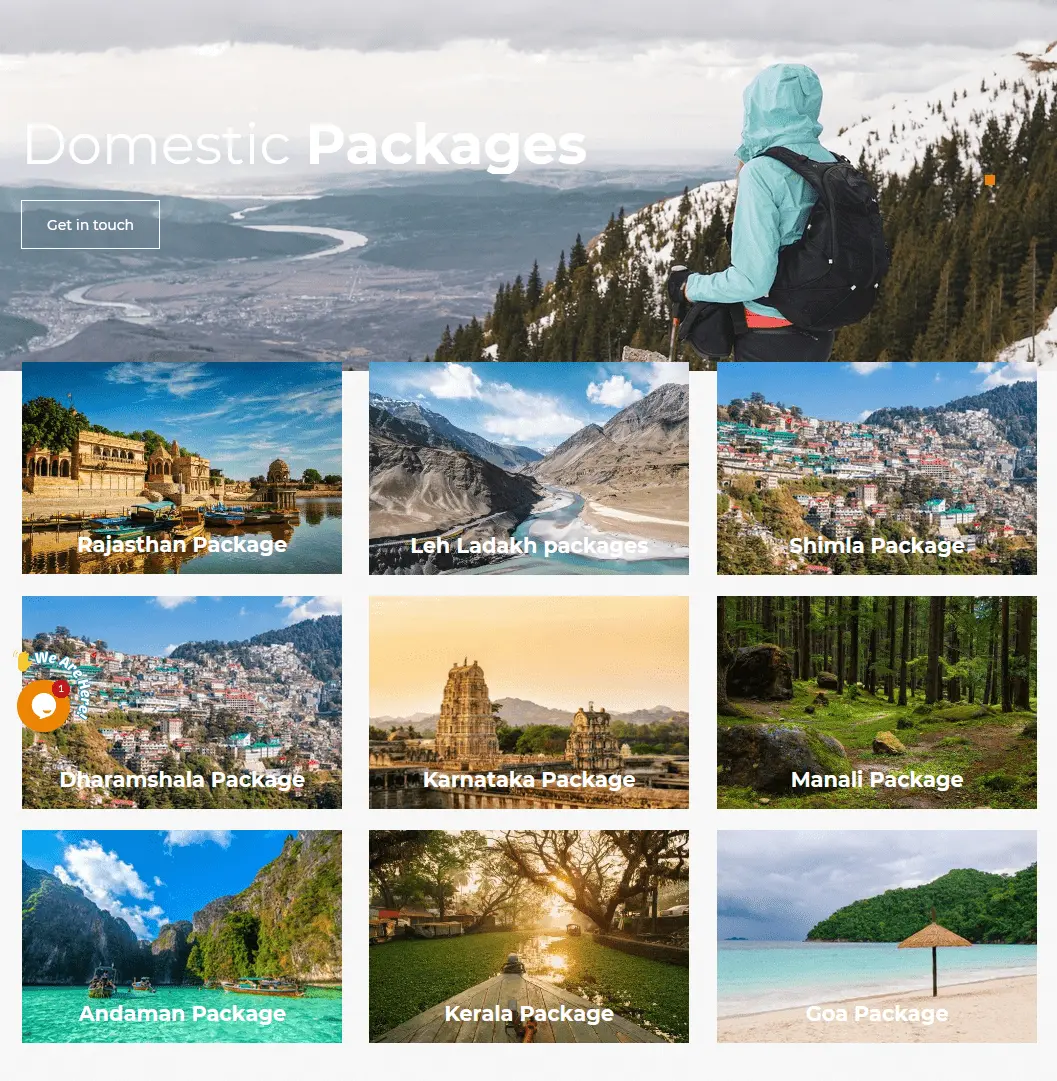 Domestic Packages
Get in touch
Rajasthan Package
Leh Ladakh packages
Shimla Package
We Are Here!
1
Dharamshala Package
Karnataka Package
Manali Package
Andaman Package
Kerala Package
Goa Package